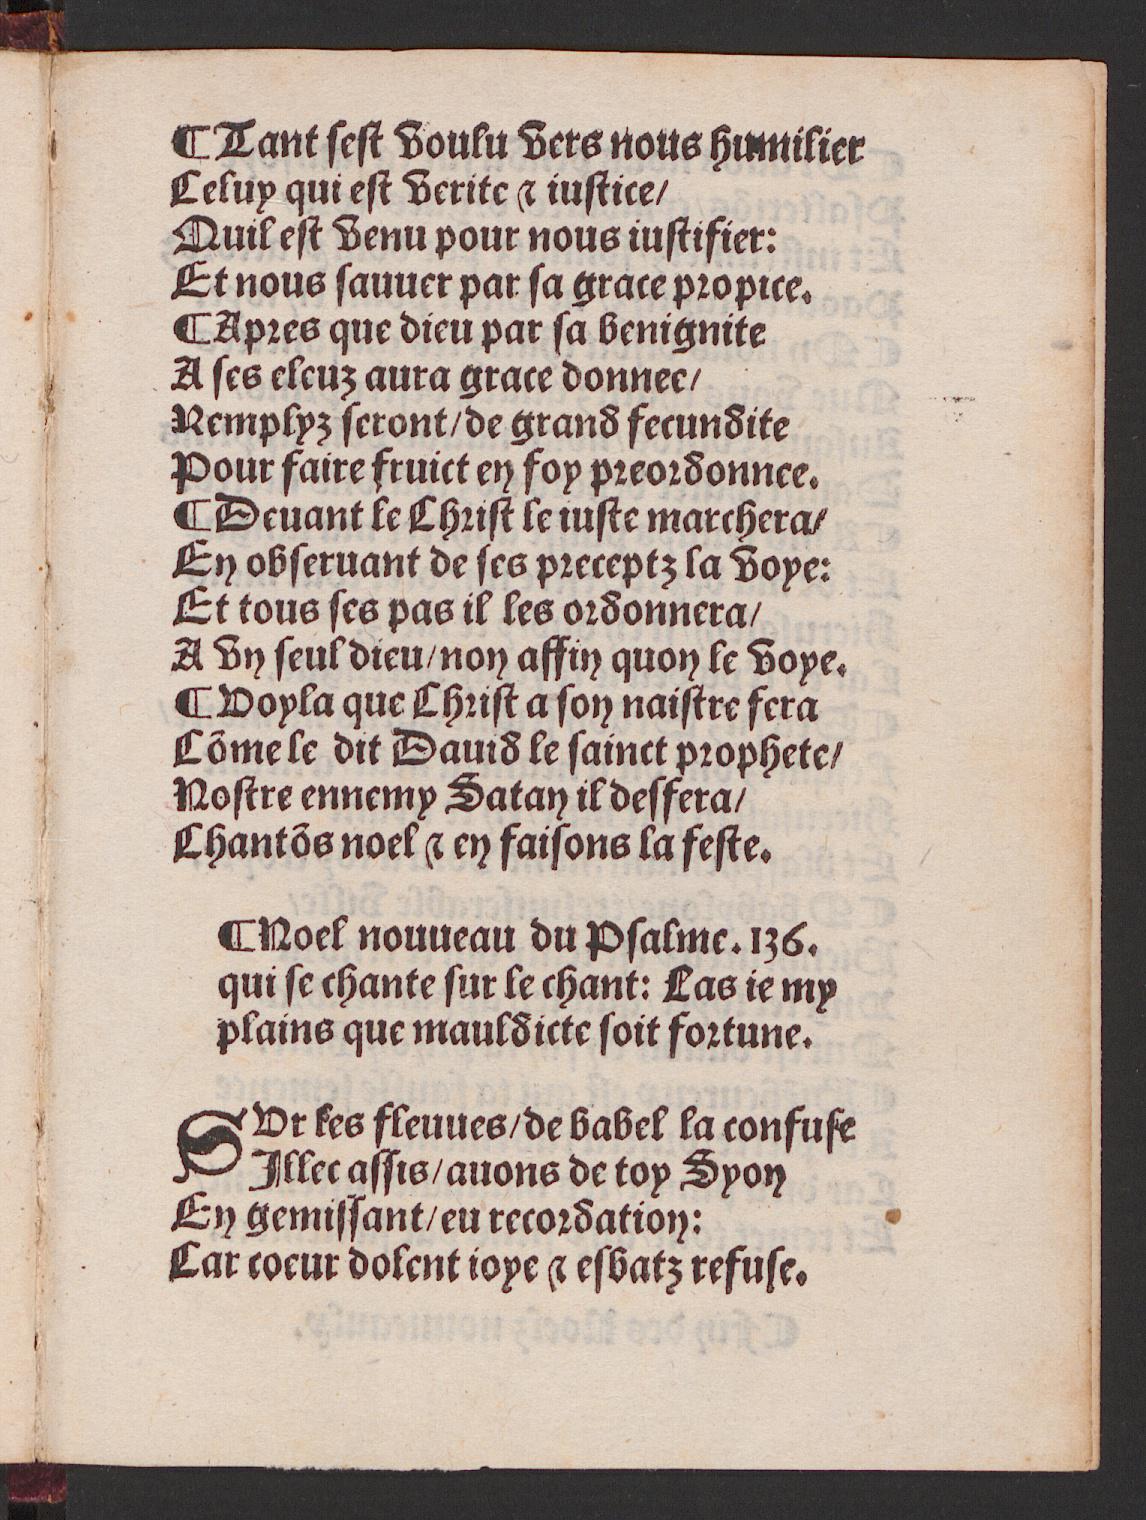 ¶ Tant sest voulu vers nous humilier
Celuy qui est verite & iustice/
Quil est venu pour nous iustifier:
Et nous sauuer par sa grace propice.
¶ Apres que dieu par sa benignite
A ses eleuz aura grace donnee/
Remplyz seront/de grand fecundite
Pour faire fruict en foy preordonnee.
¶ Deuant le Christ le iuste marchera/
En obseruant de ses preceptz la voye:
Et tous ses pas il les ordonnera/
A vn seul dieu/non affin quon le voye.
¶ Voyla que Christ a son naistre fera
Cōme le dit Dauid le sainct prophete/
Nostre ennemy Satan il desfera/
Chantōs noel & en faisons la feste.
¶ Noel nouueau du Psalme. 136.
qui se chante sur le chant: Las ie my
plains que mauldicte soit fortune.
SVr les fleuues/de babel la confuse
Illec assis/auons de toy Syon
En gemissant/eu recordation:
Car coeur dolent ioye & esbatz refuse.